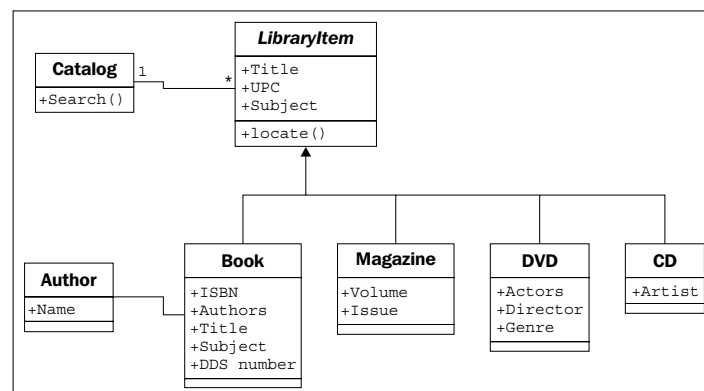 LibraryItem
+Title
+UPC
+Subject
+locate()
Catalog
+Search()
1
*
Author
+Name
Book
+ISBN
+Authors
+Title
+Subject
+DDS number
Magazine
+Volume
+Issue
DVD
+Actors
+Director
+Genre
CD
+Artist